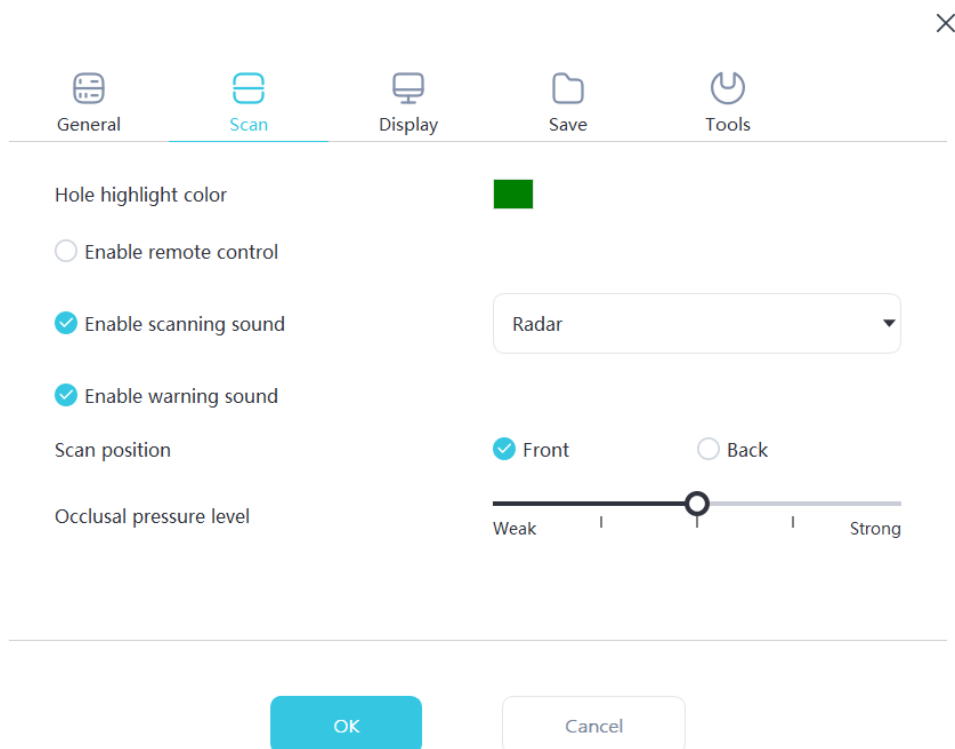 General Scan Display Save Tools
Hole highlight color
Enable remote control
Enable scanning sound Radar
Enable warning sound
Scan position Front Back
Occlusal pressure level
Weak Strong
OK Cancel